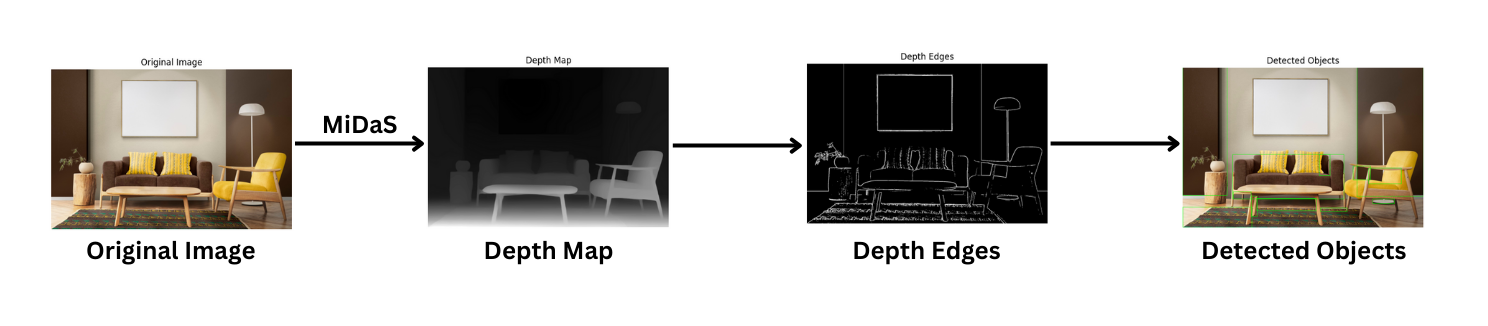 Original Image
Depth Map
Depth Edges
Detected Objects
MiDaS
Original Image
Depth Map
Depth Edges
Detected Objects